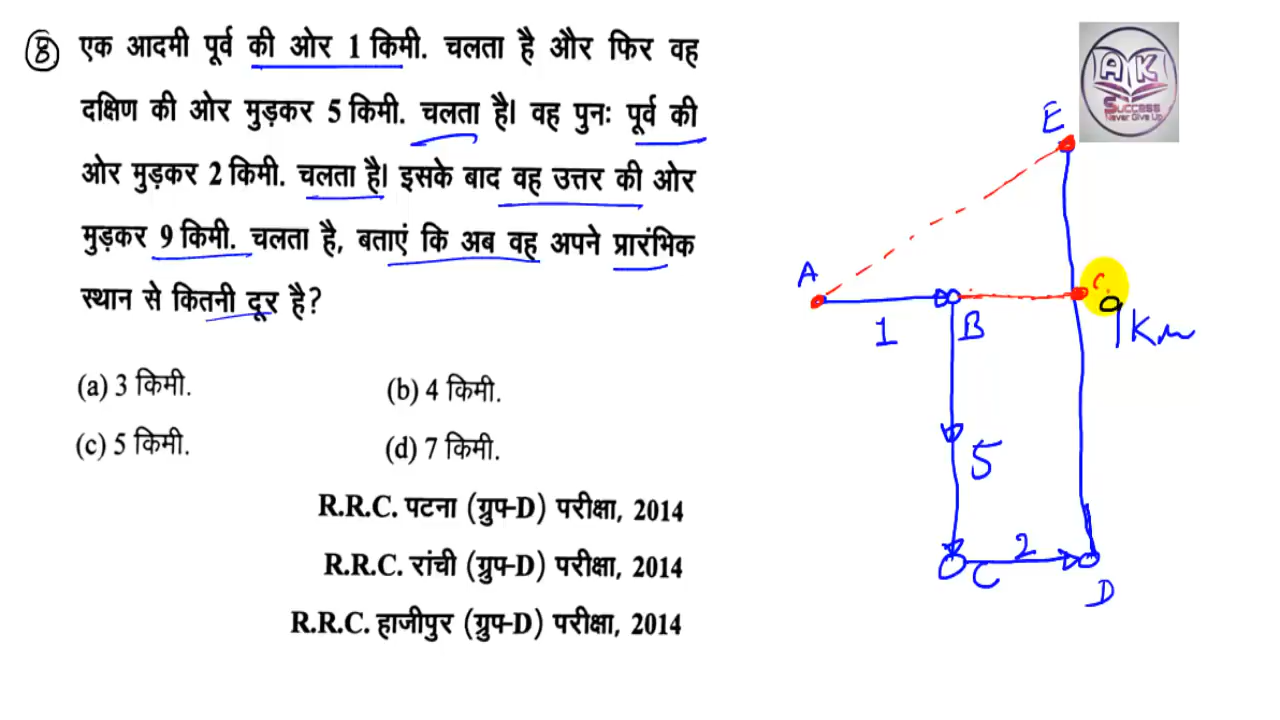 8 एक आदमी पूर्व की ओर 1 किमी. चलता है और फिर वह
दक्षिण की ओर मुड़कर 5 किमी. चलता है। वह पुनः पूर्व की
ओर मुड़कर 2 किमी. चलता है। इसके बाद वह उत्तर की ओर
मुड़कर 9 किमी. चलता है, बताएं कि अब वह अपने प्रारंभिक
स्थान से कितनी दूर है?
(a) 3 किमी. (b) 4 किमी.
(c) 5 किमी. (d) 7 किमी.
R.R.C. पटना (ग्रुप-D) परीक्षा, 2014
R.R.C. रांची (ग्रुप-D) परीक्षा, 2014
R.R.C. हाजीपुर (ग्रुप-D) परीक्षा, 2014
AK
Success
Never Give Up
E
A
1
B
9 Km
5
2
C
D